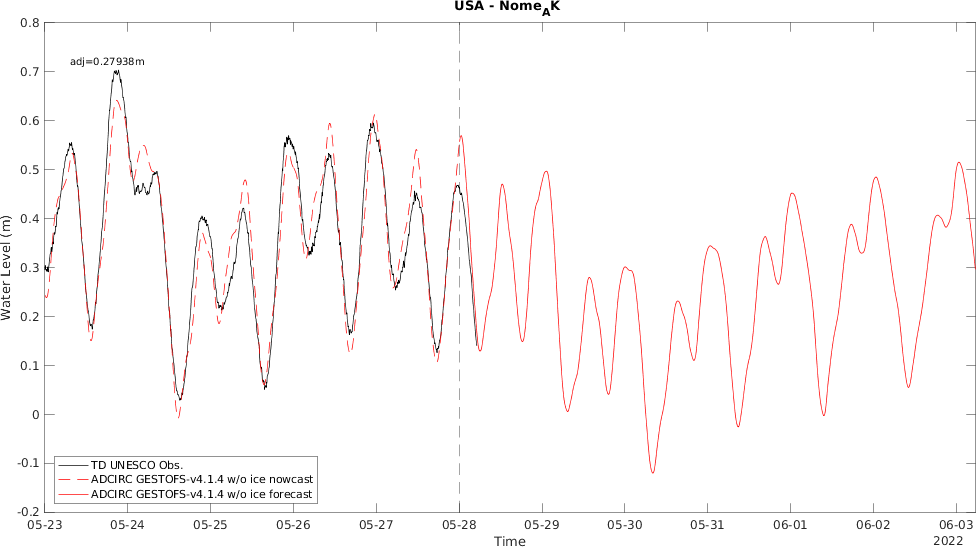 USA - Nome_AK
adj=0.27938m
0.8
0.7
0.6
0.5
0.4
0.3
0.2
0.1
0
-0.1
-0.2
Water Level (m)
TD UNESCO Obs.
ADCIRC GESTOFS-v4.1.4 w/o ice nowcast
ADCIRC GESTOFS-v4.1.4 w/o ice forecast
05-23 05-24 05-25 05-26 05-27 05-28 05-29 05-30 05-31 06-01 06-02 06-03
Time
2022